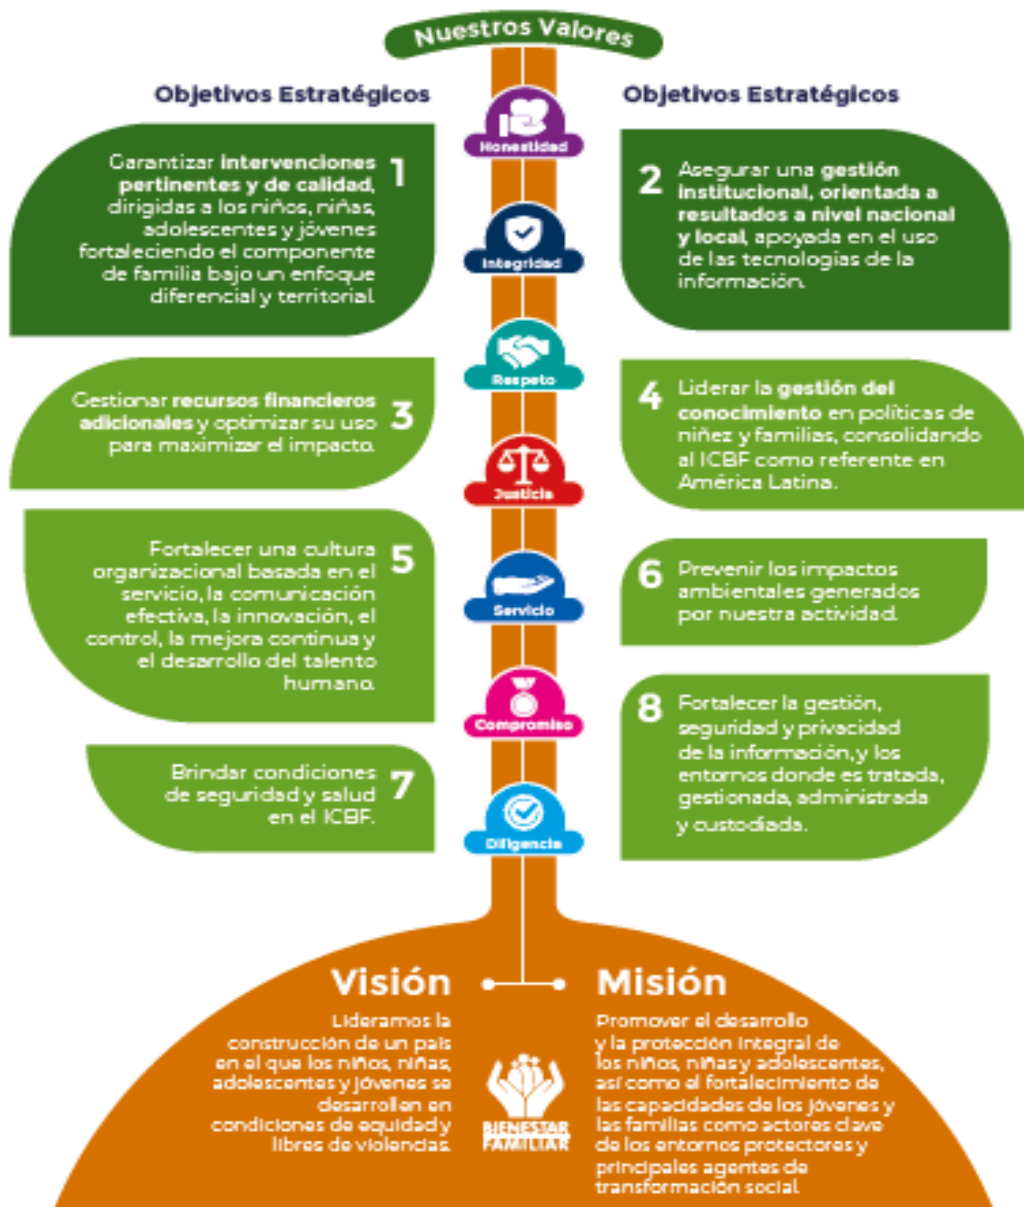 Nuestros Valores
Objetivos Estratégicos
1
Garantizar intervenciones
pertinentes y de calidad,
dirigidas a los niños, niñas,
adolescentes y jóvenes
fortaleciendo el componente
de familia bajo un enfoque
diferencial y territorial.
3
Gestionar recursos financieros
adicionales y optimizar su uso
para maximizar el impacto.
5
Fortalecer una cultura
organizacional basada en el
servicio, la comunicación
efectiva, la innovación, el
control, la mejora continua y
el desarrollo del talento
humano.
7
Brindar condiciones
de seguridad y salud
en el ICBF.
Honestidad
Integridad
Respeto
Justicia
Servicio
Compromiso
Diligencia
Objetivos Estratégicos
2
Asegurar una gestión
institucional, orientada a
resultados a nivel nacional
y local, apoyada en el uso
de las tecnologias de la
información.
4
Liderar la gestión del
conocimiento en políticas de
niñez y familias, consolidando
al ICBF como referente en
América Latina.
6
Prevenir los impactos
ambientales generados
por nuestra actividad.
8
Fortalecer la gestión,
seguridad y privacidad
de la información, y los
entornos donde es tratada,
gestionada, administrada
y custodiada.
Visión
Lideramos la
construcción de un país
en el que los niños, niñas,
adolescentes y jóvenes se
desarrollen en
condiciones de equidad y
libres de violencias.
BIENESTAR
FAMILIAR
Misión
Promover el desarrollo
y la protección integral de
los niños, niñas y adolescentes,
así como el fortalecimiento de
las capacidades de los jóvenes y
las familias como actores clave
de los entornos protectores y
principales agentes de
transformación social.